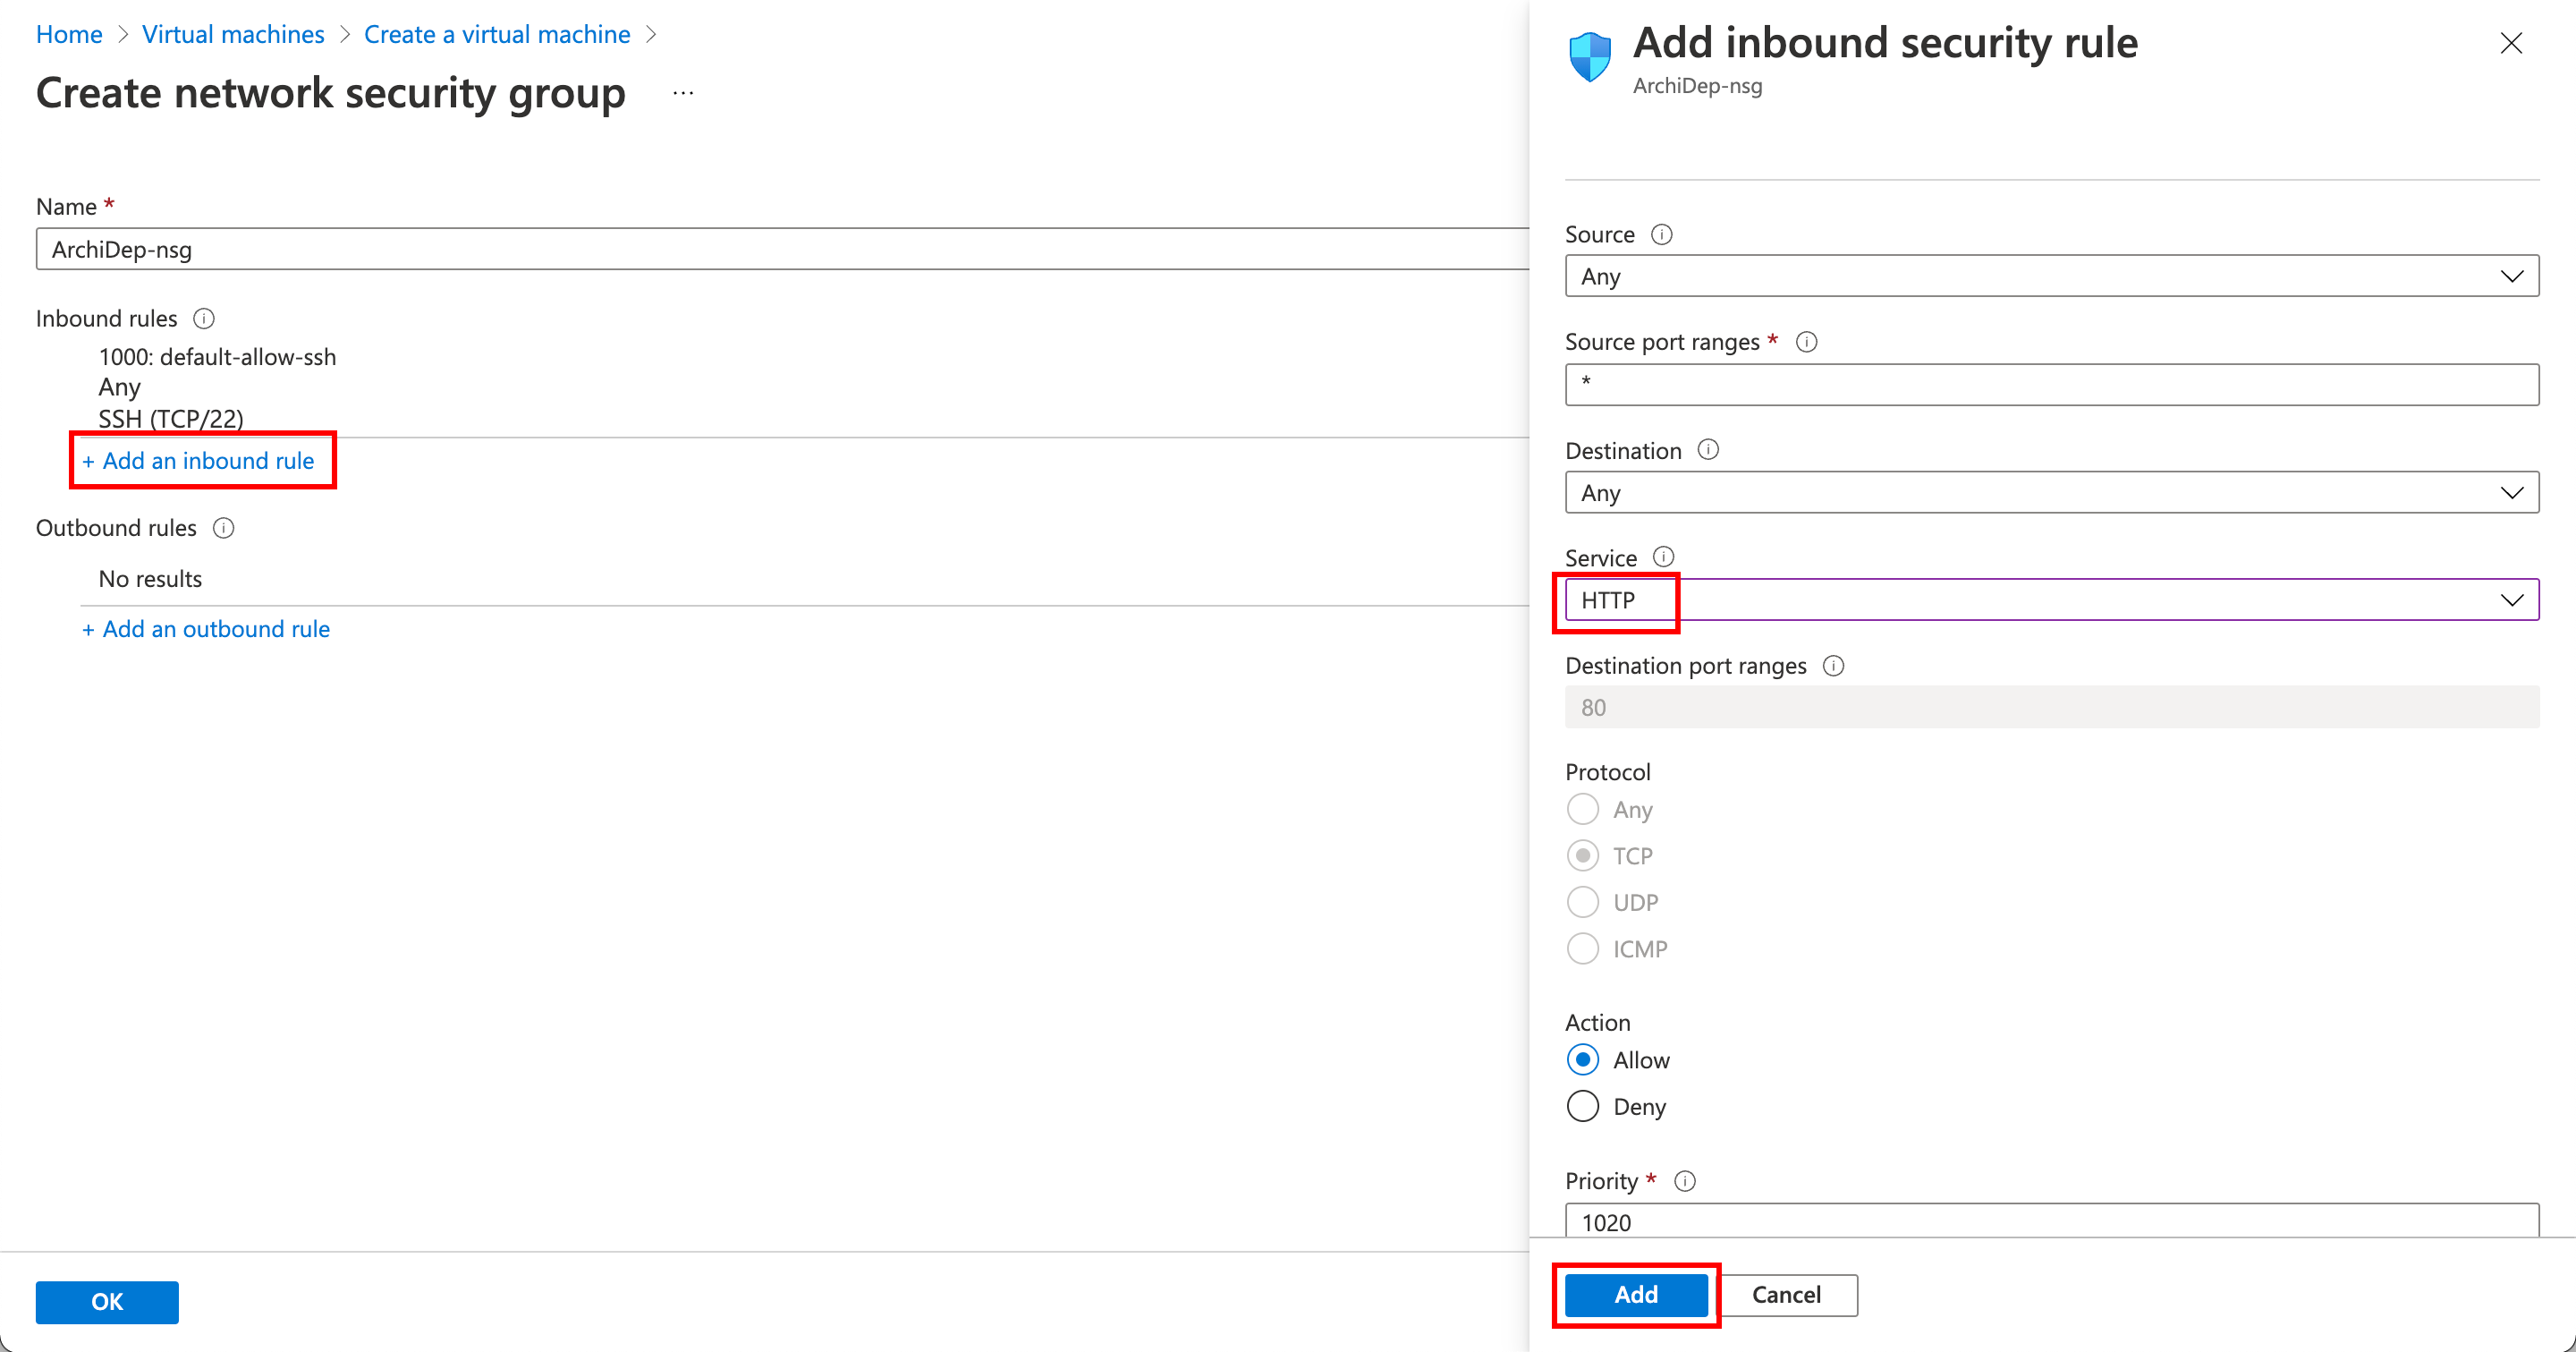 Home > Virtual machines > Create a virtual machine >
Create network security group ...
Name *
ArchiDep-nsg
Inbound rules
1000: default-allow-ssh
Any
SSH (TCP/22)
+ Add an inbound rule
Outbound rules
No results
+ Add an outbound rule
OK
Add inbound security rule
ArchiDep-nsg
Source
Any
Source port ranges *
*
Destination
Any
Service
HTTP
Destination port ranges
80
Protocol
Any
TCP
UDP
ICMP
Action
Allow
Deny
Priority *
1020
Add
Cancel